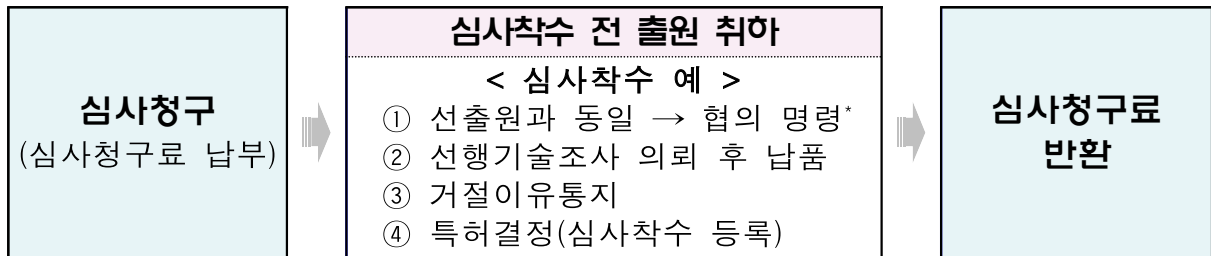 심사청구
(심사청구료 납부)
심사착수 전 출원 취하
< 심사착수 예 >
① 선출원과 동일 → 협의 명령*
② 선행기술조사 의뢰 후 납품
③ 거절이유통지
④ 특허결정(심사착수 등록)
심사청구료
반환